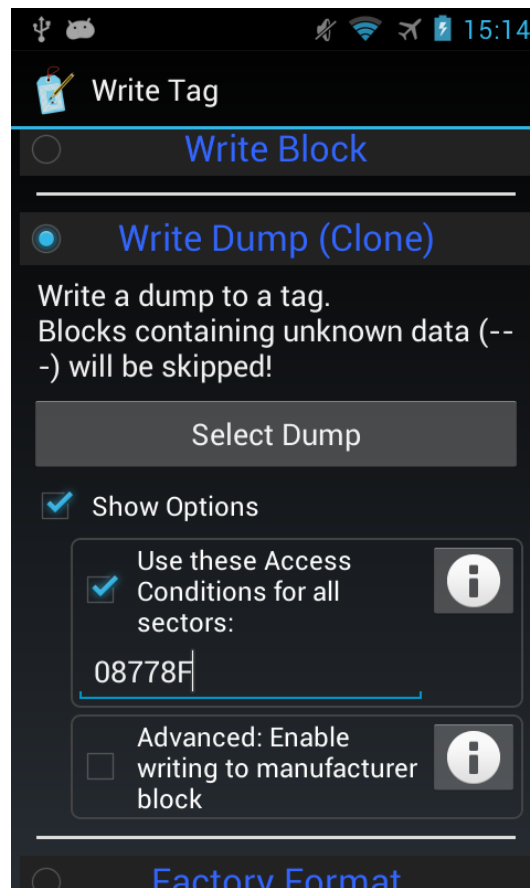 15:14
Write Tag
Write Block
Write Dump (Clone)
Write a dump to a tag.
Blocks containing unknown data (--
-) will be skipped!
Select Dump
Show Options
Use these Access
Conditions for all
sectors:
08778F
Advanced: Enable
writing to manufacturer
block
Factory Format